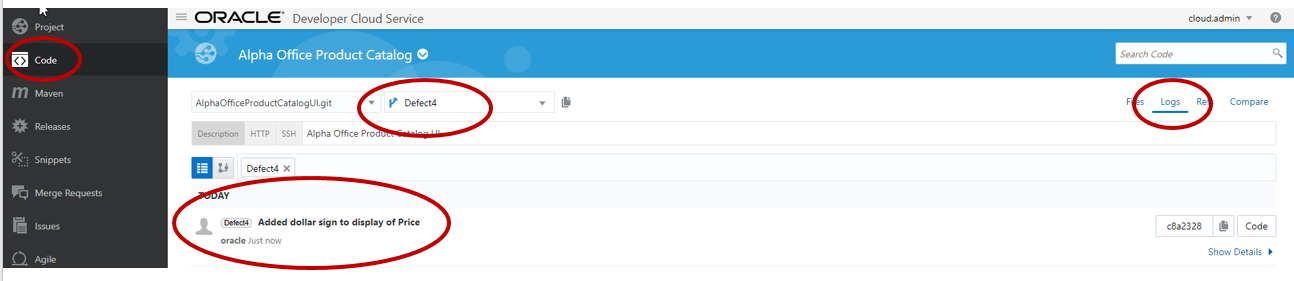 Project
Code
Maven
Releases
Snippets
Merge Requests
Issues
Agile
ORACLE® Developer Cloud Service
cloud.admin
Alpha Office Product Catalog
Search Code
AlphaOfficeProductCatalogUI.git
Defect4
Files Logs Refs Compare
Description HTTP SSH Alpha Office Product Catalog UI
Defect4
TODAY
Defect4 Added dollar sign to display of Price
oracle Just now
c8a2328 Code
Show Details